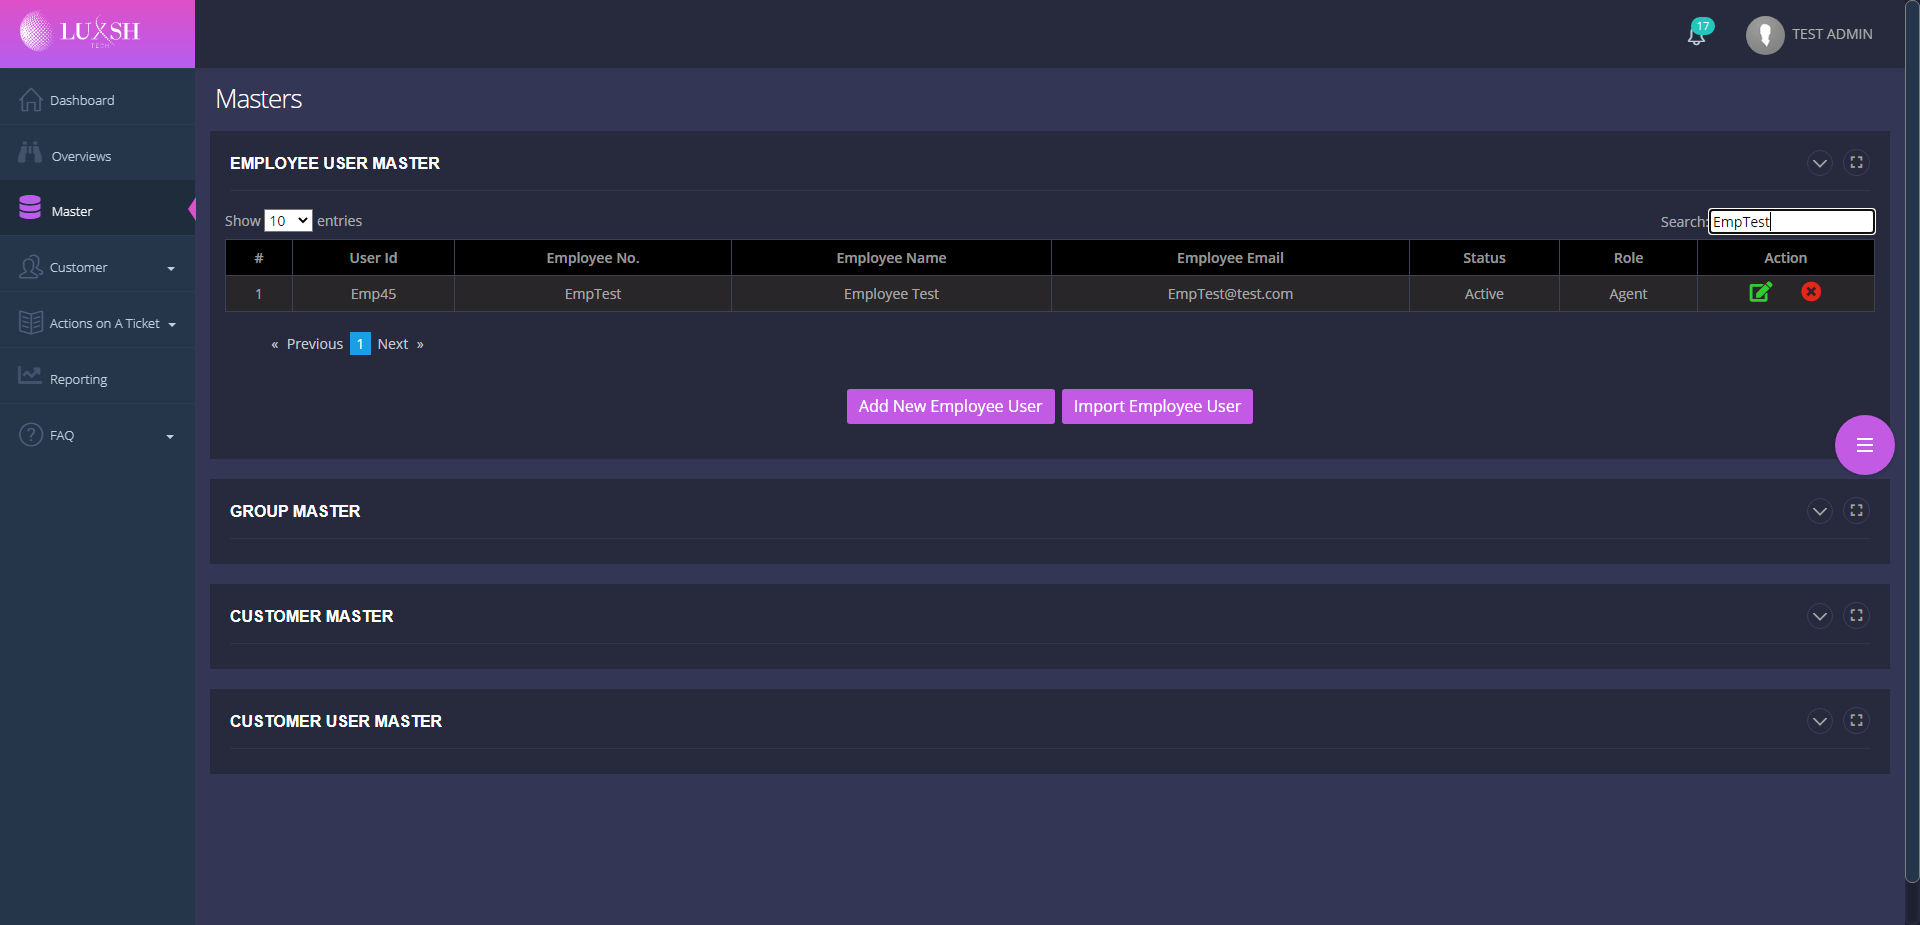 LUXSH
TECH
17
TEST ADMIN
Dashboard
Overviews
Master
Customer
Actions on A Ticket
Reporting
FAQ
Masters
EMPLOYEE USER MASTER
Show 10 entries
Search: EmpTest
# User Id Employee No. Employee Name Employee Email Status Role Action
1 Emp45 EmpTest Employee Test EmpTest@test.com Active Agent
« Previous 1 Next »
Add New Employee User Import Employee User
GROUP MASTER
CUSTOMER MASTER
CUSTOMER USER MASTER